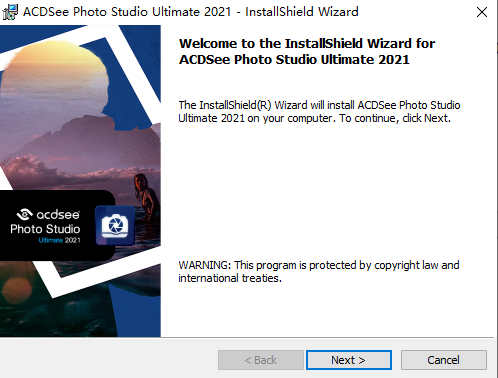 ACDSee Photo Studio Ultimate 2021 - InstallShield Wizard
Welcome to the InstallShield Wizard for
ACDSee Photo Studio Ultimate 2021
The InstallShield(R) Wizard will install ACDSee Photo Studio
Ultimate 2021 on your computer. To continue, click Next.
acdsee
Photo Studio
Ultimate 2021
WARNING: This program is protected by copyright law and
international treaties.
< Back
Next >
Cancel